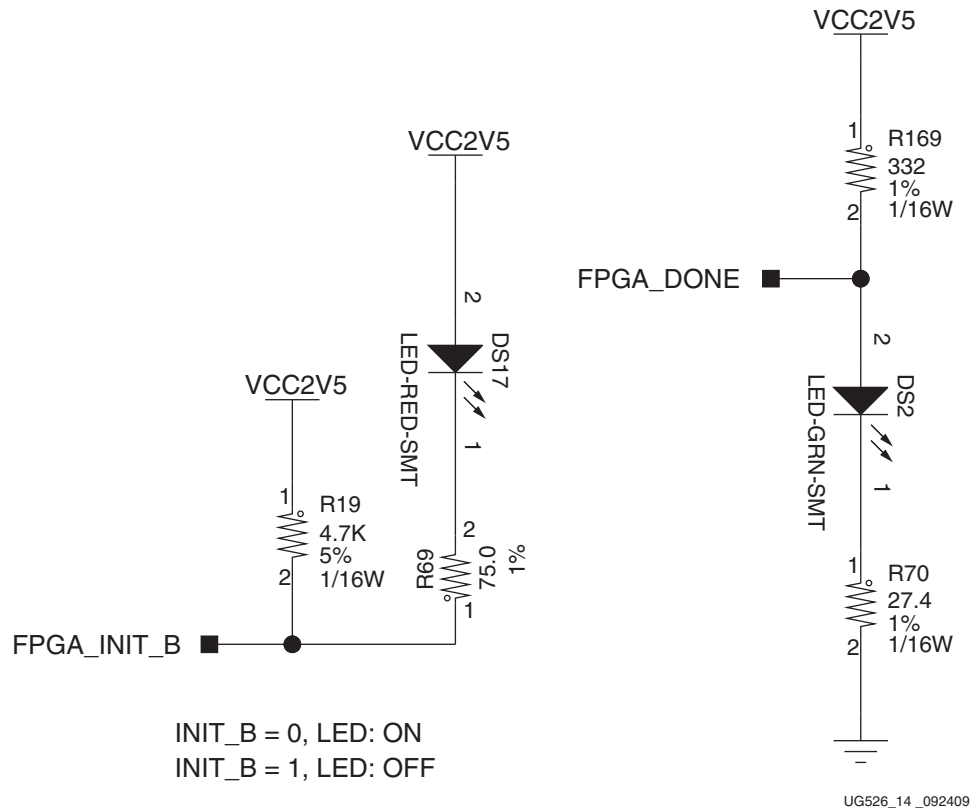 VCC2V5
1
R169
332
1%
1/16W
2
FPGA_DONE
2
DS2
LED-GRN-SMT
1
1
R70
27.4
1%
1/16W
2
VCC2V5
2
DS17
LED-RED-SMT
1
2
R69
75.0
1%
1
VCC2V5
1
R19
4.7K
5%
1/16W
2
FPGA_INIT_B
INIT_B = 0, LED: ON
INIT_B = 1, LED: OFF
UG526_14 _092409